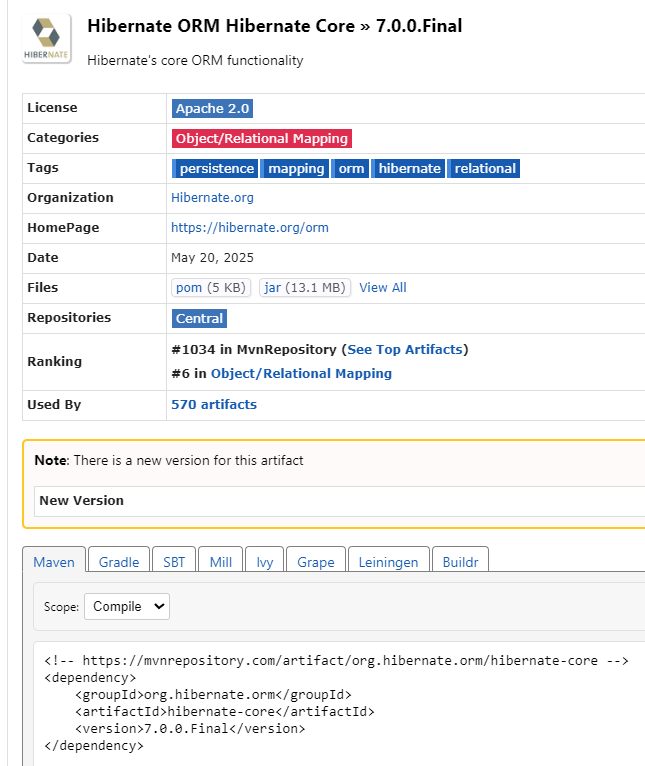 HIBERNATE
Hibernate ORM Hibernate Core » 7.0.0.Final
Hibernate's core ORM functionality
License Apache 2.0
Categories Object/Relational Mapping
Tags persistence mapping orm hibernate relational
Organization Hibernate.org
HomePage https://hibernate.org/orm
Date May 20, 2025
Files pom (5 KB) jar (13.1 MB) View All
Repositories Central
Ranking #1034 in MvnRepository (See Top Artifacts)
#6 in Object/Relational Mapping
Used By 570 artifacts
Note: There is a new version for this artifact
New Version
Maven Gradle SBT Mill Ivy Grape Leiningen Buildr
Scope: Compile
<!-- https://mvnrepository.com/artifact/org.hibernate.orm/hibernate-core -->
<dependency>
    <groupId>org.hibernate.orm</groupId>
    <artifactId>hibernate-core</artifactId>
    <version>7.0.0.Final</version>
</dependency>